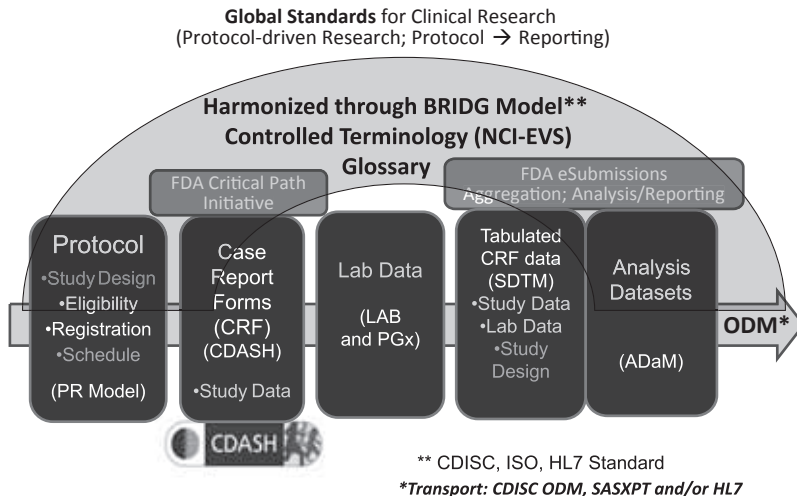 Global Standards for Clinical Research
(Protocol-driven Research; Protocol → Reporting)
Harmonized through BRIDG Model**
Controlled Terminology (NCI-EVS)
Glossary
FDA Critical Path
Initiative
FDA eSubmissions
Aggregation; Analysis/Reporting
Protocol
•Study Design
•Eligibility
•Registration
•Schedule
(PR Model)
Case
Report
Forms
(CRF)
(CDASH)
•Study Data
Lab Data
(LAB
and PGx)
Tabulated
CRF data
(SDTM)
•Study Data
•Lab Data
•Study
Design
Analysis
Datasets
(ADaM)
ODM*
CDASH
** CDISC, ISO, HL7 Standard
*Transport: CDISC ODM, SASXPT and/or HL7